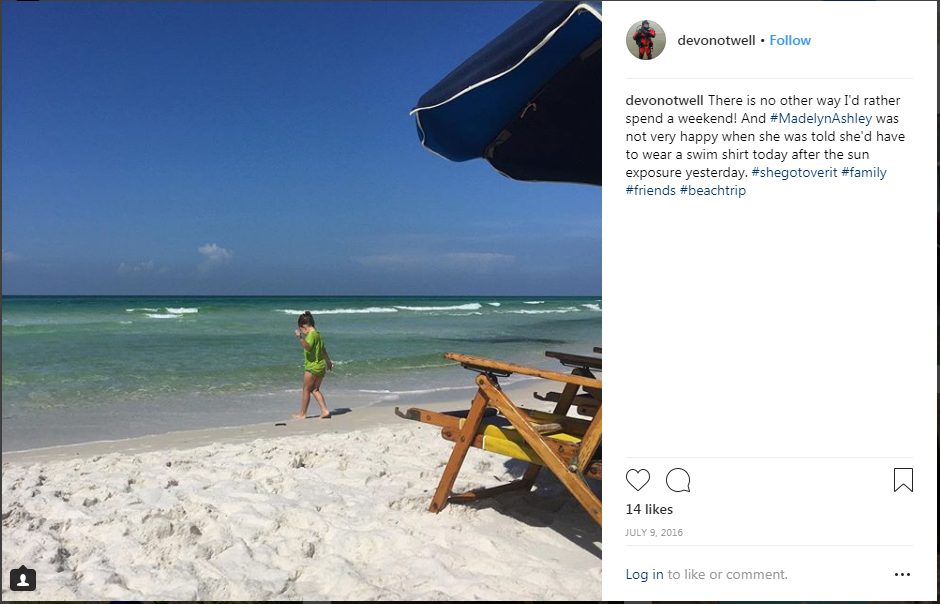 devonotwell • Follow
devonotwell There is no other way I'd rather
spend a weekend! And #MadelynAshley was
not very happy when she was told she'd have
to wear a swim shirt today after the sun
exposure yesterday. #shegotoverit #family
#friends #beachtrip
14 likes
JULY 9, 2016
Log in to like or comment.